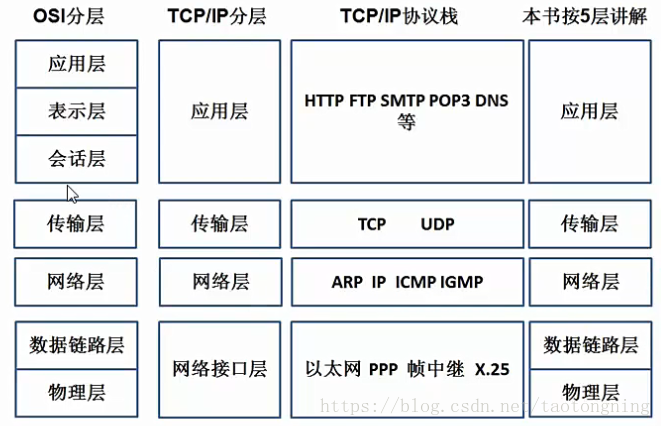 OSI分层 TCP/IP分层 TCP/IP协议栈 本书按5层讲解
应用层
表示层
会话层
应用层
HTTP FTP SMTP POP3 DNS
等
应用层
传输层 传输层 TCP UDP 传输层
网络层 网络层 ARP IP ICMP IGMP 网络层
数据链路层
物理层
网络接口层
以太网 PPP 帧中继 X.25
数据链路层
物理层
https://blog.csdn.net/taotongning